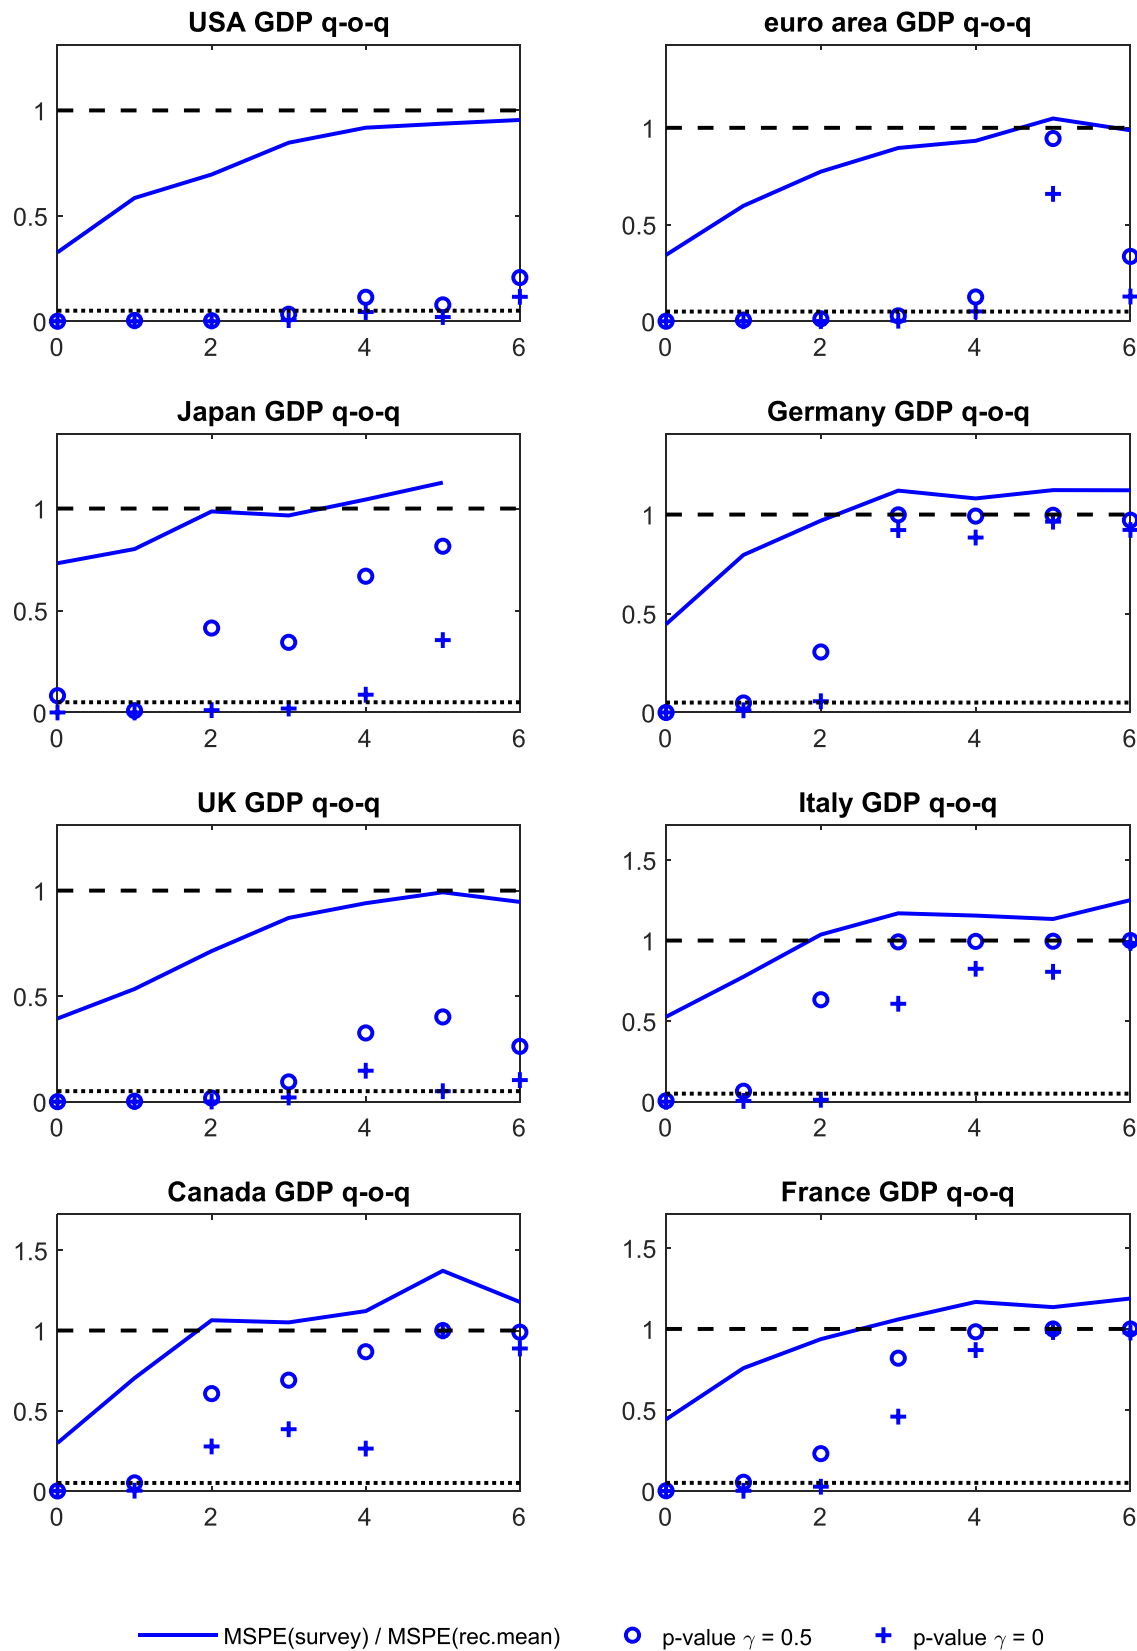 USA GDP q-o-q
1
0.5
0
0 2 4 6
euro area GDP q-o-q
1
0.5
0
0 2 4 6
Japan GDP q-o-q
1
0.5
0
0 2 4 6
Germany GDP q-o-q
1
0.5
0
0 2 4 6
UK GDP q-o-q
1
0.5
0
0 2 4 6
Italy GDP q-o-q
1.5
1
0.5
0
0 2 4 6
Canada GDP q-o-q
1.5
1
0.5
0
0 2 4 6
France GDP q-o-q
1.5
1
0.5
0
0 2 4 6
MSPE(survey) / MSPE(rec.mean) p-value γ = 0.5 p-value γ = 0